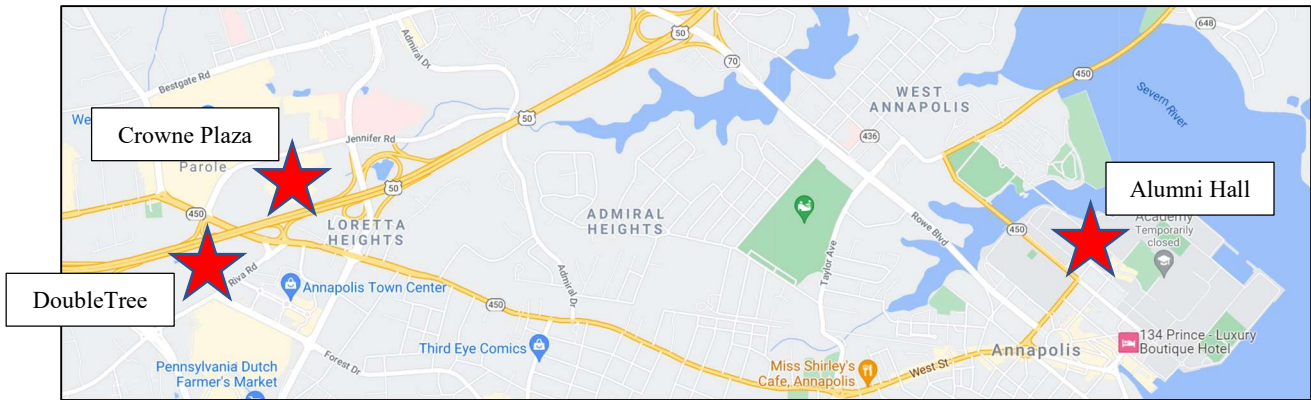 648
50
Admiral Dr
70
450
Severn River
Bestgate Rd
WEST
ANNAPOLIS
We
50
Crowne Plaza
Jennifer Rd
436
Parole
50
Alumni Hall
450
ADMIRAL
HEIGHTS
Rowe Blvd
450
Academy
Temporarily
closed
LORETTA
HEIGHTS
Taylor Ave
DoubleTree
Riva Rd
Annapolis Town Center
Admiral Dr
450
134 Prince - Luxury
Boutique Hotel
Third Eye Comics
Annapolis
Forest Dr
Pennsylvania Dutch
Farmer's Market
Miss Shirley's
Cafe, Annapolis
West St